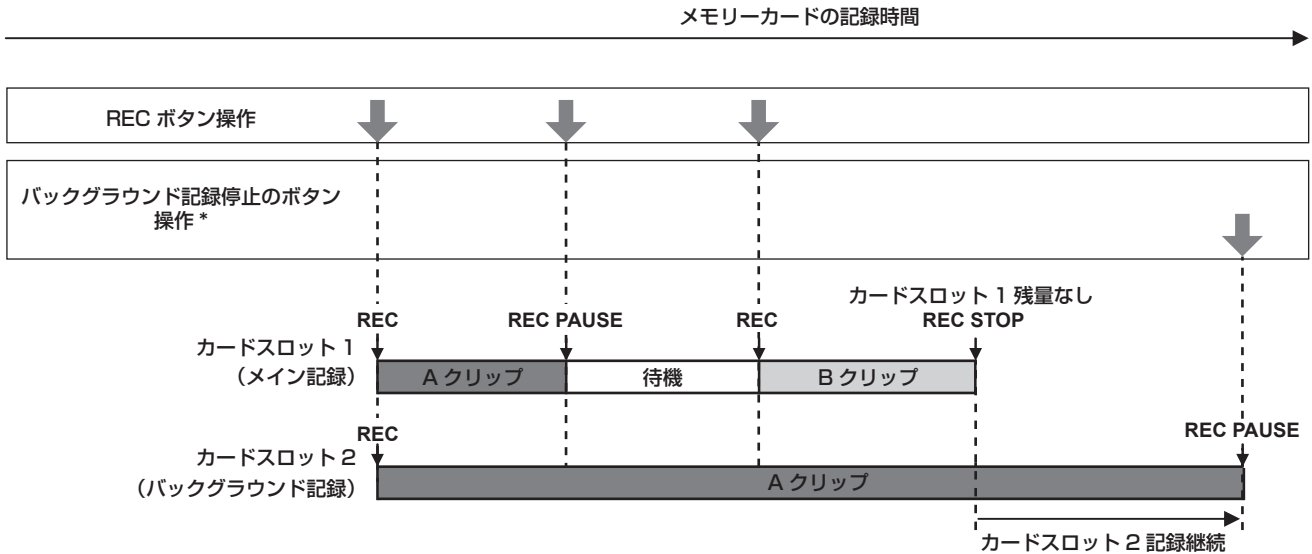 メモリーカードの記録時間
REC ボタン操作
バックグラウンド記録停止のボタン
操作 *
カードスロット 1 残量なし
REC
REC PAUSE
REC
REC STOP
カードスロット 1
（メイン記録）
A クリップ
待機
B クリップ
REC
REC PAUSE
カードスロット 2
（バックグラウンド記録）
A クリップ
カードスロット 2 記録継続